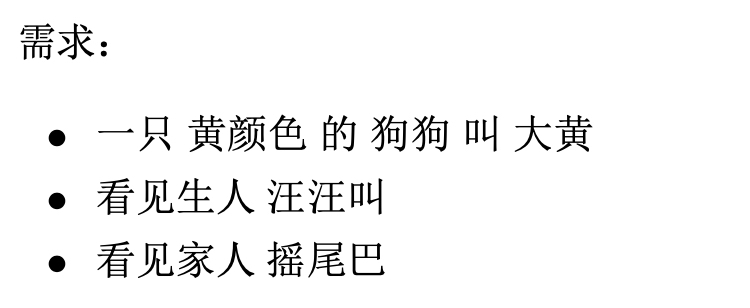 需求：
● 一只 黄颜色 的 狗狗 叫 大黄
● 看见生人 汪汪叫
● 看见家人 摇尾巴